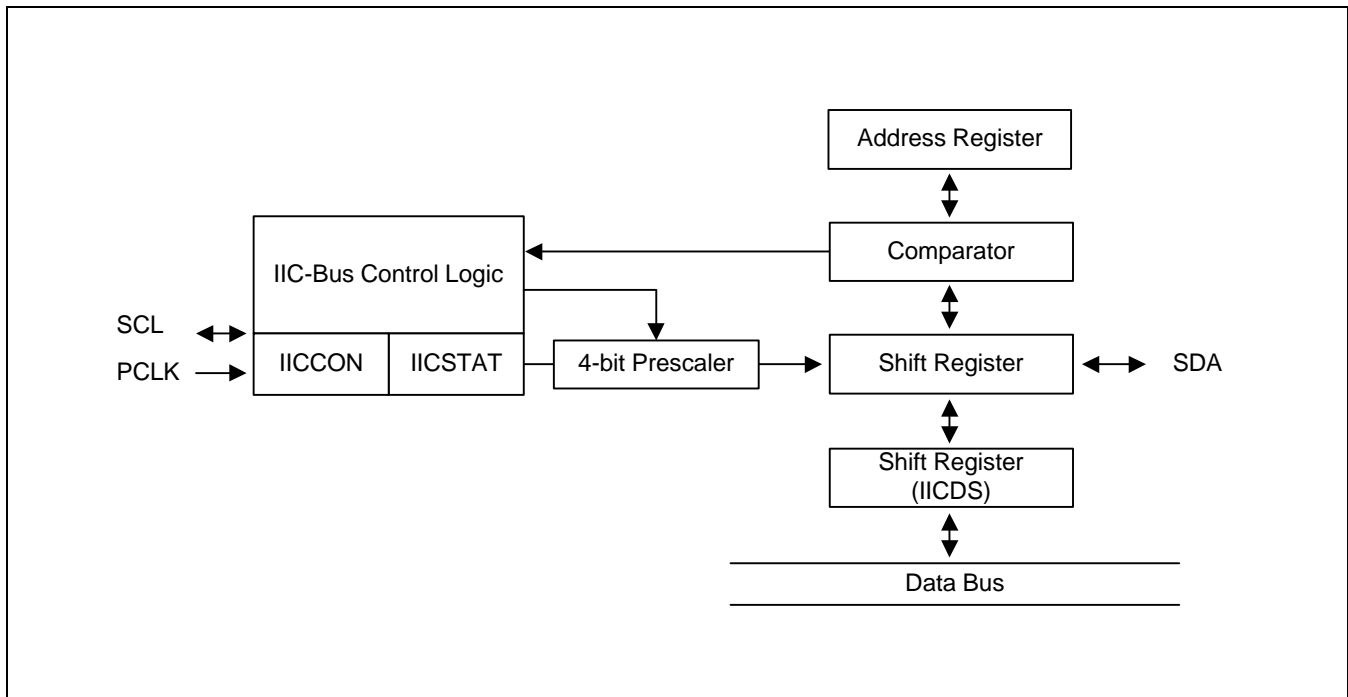 Address Register
Comparator
IIC-Bus Control Logic
SCL
PCLK
IICCON
IICSTAT
4-bit Prescaler
Shift Register
SDA
Shift Register
(IICDS)
Data Bus